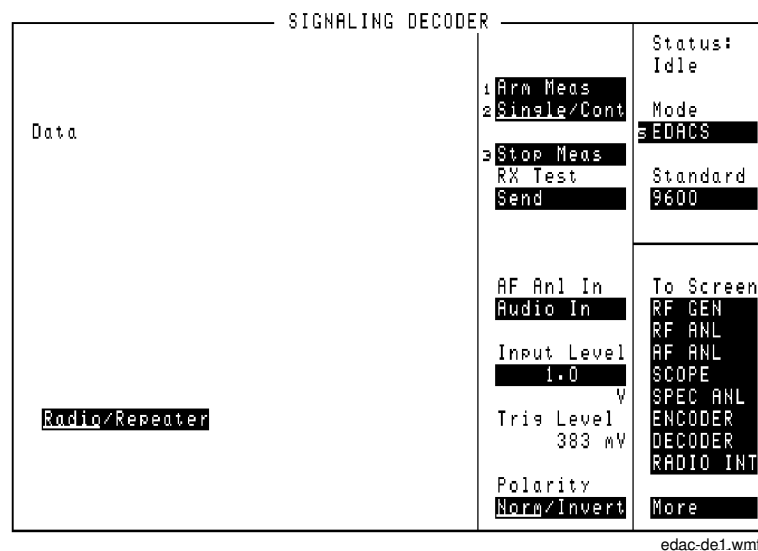 SIGNALING DECODER
Data
Radio/Repeater
1 Arm Meas
2 Single/Cont
3 Stop Meas
RX Test
Send
AF Anl In
Audio In
Input Level
1.0
V
Trig Level
383 mV
Polarity
Norm/Invert
Status:
Idle
Mode
5 EDACS
Standard
9600
To Screen
RF GEN
RF ANL
AF ANL
SCOPE
SPEC ANL
ENCODER
DECODER
RADIO INT
More
edac-de1.wmf